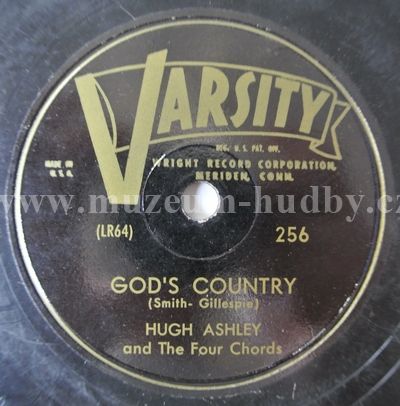 VARSITY
REG. U.S. PAT. OFF.
MADE IN
U.S.A.
WRIGHT RECORD CORPORATION,
MERIDEN, CONN.
www.muzeum-hudby.cz
(LR64)
256
GOD'S COUNTRY
(Smith- Gillespie)
HUGH ASHLEY
and The Four Chords